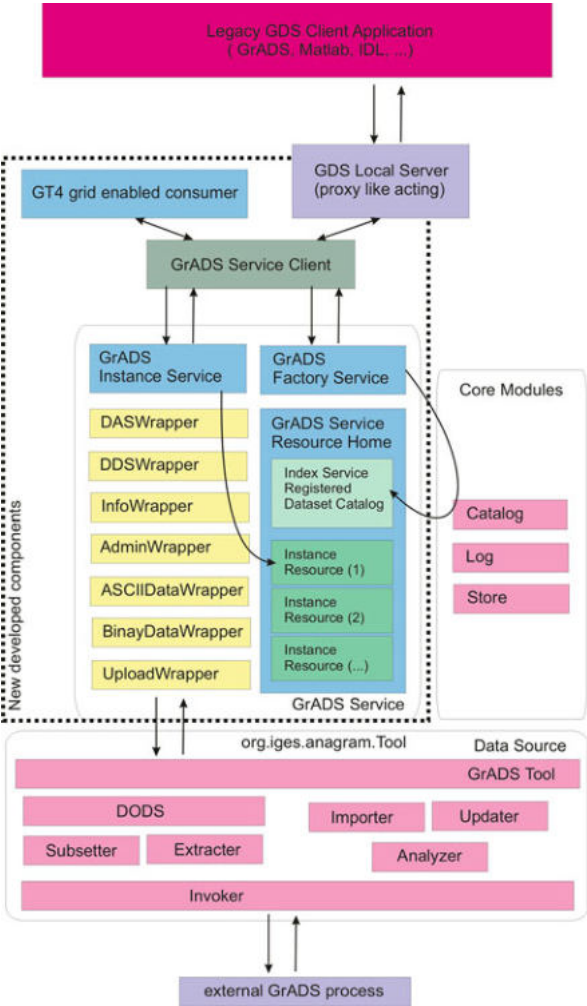 Legacy GDS Client Application
( GrADS, Matlab, IDL, ...)
GDS Local Server
(proxy like acting)
GT4 grid enabled consumer
GrADS Service Client
GrADS
Instance Service
GrADS
Factory Service
Core Modules
DASWrapper
DDSWrapper
InfoWrapper
AdminWrapper
ASCIIDataWrapper
BinayDataWrapper
UploadWrapper
GrADS Service
Resource Home
Index Service
Registered
Dataset Catalog
Instance
Resource (1)
Instance
Resource (2)
Instance
Resource (...)
Catalog
Log
Store
New developed components
GrADS Service
org.iges.anagram.Tool
Data Source
GrADS Tool
DODS
Importer
Updater
Subsetter
Extracter
Analyzer
Invoker
external GrADS process